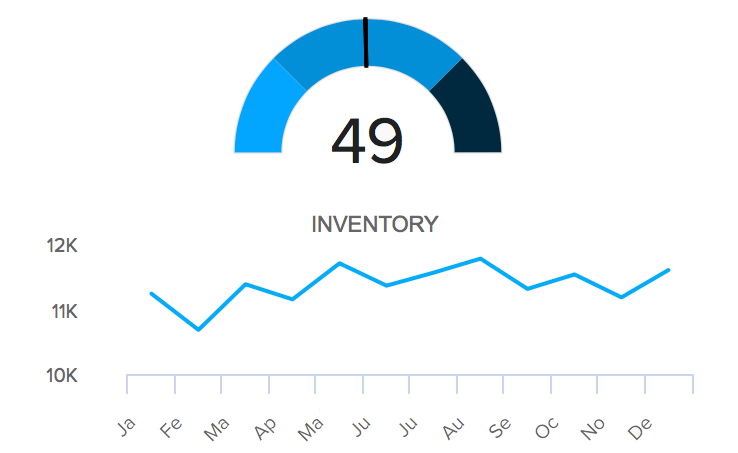 49
INVENTORY
12K
11K
10K
Ja Fe Ma Ap Ma Ju Ju Au Se Oc No De